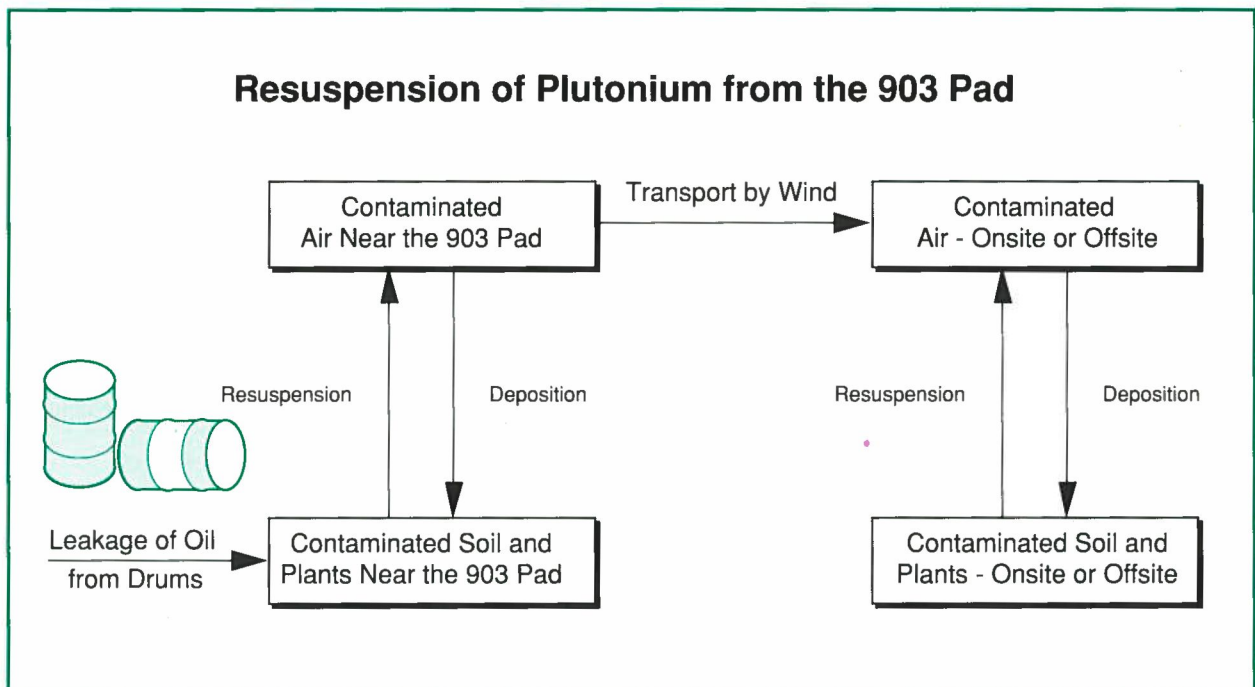 Resuspension of Plutonium from the 903 Pad
Contaminated
Air Near the 903 Pad
Transport by Wind
Contaminated
Air - Onsite or Offsite
Resuspension
Deposition
Resuspension
Deposition
Leakage of Oil
from Drums
Contaminated Soil and
Plants Near the 903 Pad
Contaminated Soil and
Plants - Onsite or Offsite